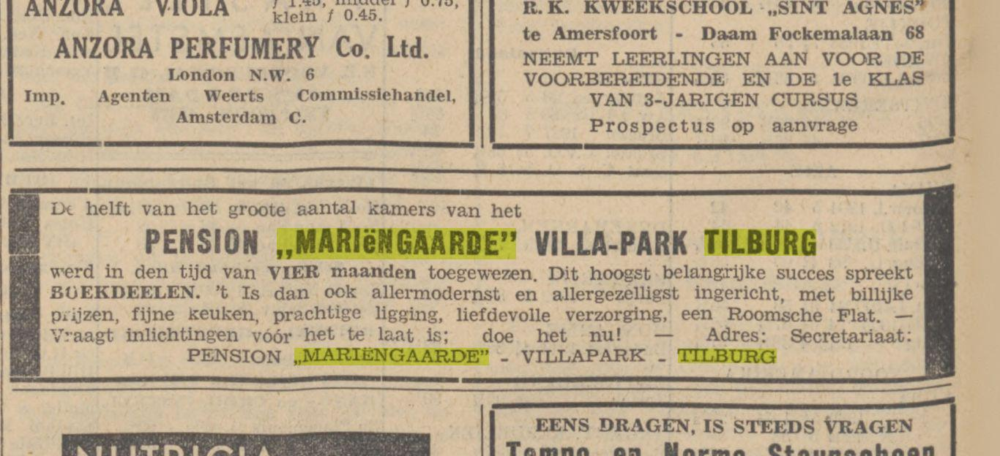 ANZORA VIOLA
klein ƒ 0.45.
ANZORA PERFUMERY Co. Ltd.
London N.W. 6
Imp. Agenten Weerts Commissiehandel,
Amsterdam C.
R. K. KWEEKSCHOOL „SINT AGNES”
te Amersfoort - Daam Fockemalaan 68
NEEMT LEERLINGEN AAN VOOR DE
VOORBEREIDENDE EN DE 1e KLAS
VAN 3-JARIGEN CURSUS
Prospectus op aanvrage
De helft van het groote aantal kamers van het
PENSION „MARIëNGAARDE” VILLA-PARK TILBURG
werd in den tijd van VIER maanden toegewezen. Dit hoogst belangrijke succes spreekt
BOEKDEELEN. 't Is dan ook allermodernst en allergezelligst ingericht, met billijke
prijzen, fijne keuken, prachtige ligging, liefdevolle verzorging, een Roomsche Flat. —
Vraagt inlichtingen vóór het te laat is; doe het nu! — Adres: Secretariaat:
PENSION „MARIËNGAARDE” - VILLAPARK - TILBURG
NUTRICIA
EENS DRAGEN, IS STEEDS VRAGEN
Tempo en Norma Steunschoen